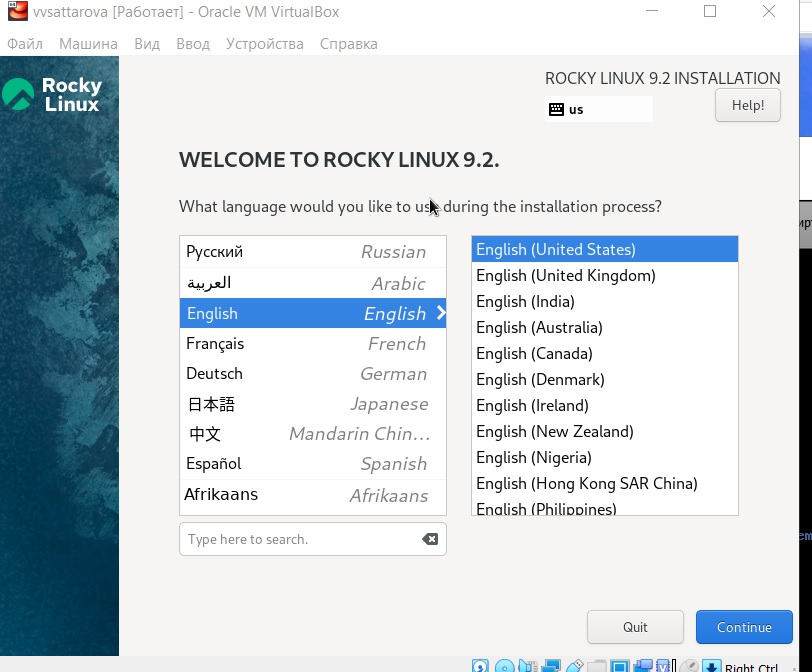 vvsattarova [Работает] - Oracle VM VirtualBox
Файл Машина Вид Ввод Устройства Справка
Rocky
Linux
ROCKY LINUX 9.2 INSTALLATION
us
Help!
WELCOME TO ROCKY LINUX 9.2.
What language would you like to use during the installation process?
Русский Russian
العربية Arabic
English English
Français French
Deutsch German
日本語 Japanese
中文 Mandarin Chin...
Español Spanish
Afrikaans Afrikaans
English (United States)
English (United Kingdom)
English (India)
English (Australia)
English (Canada)
English (Denmark)
English (Ireland)
English (New Zealand)
English (Nigeria)
English (Hong Kong SAR China)
English (Philippines)
Type here to search.
Quit
Continue
Right Ctrl